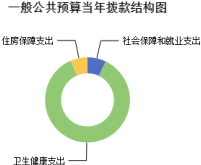 一般公共预算当年拨款结构图
住房保障支出
社会保障和就业支出
卫生健康支出